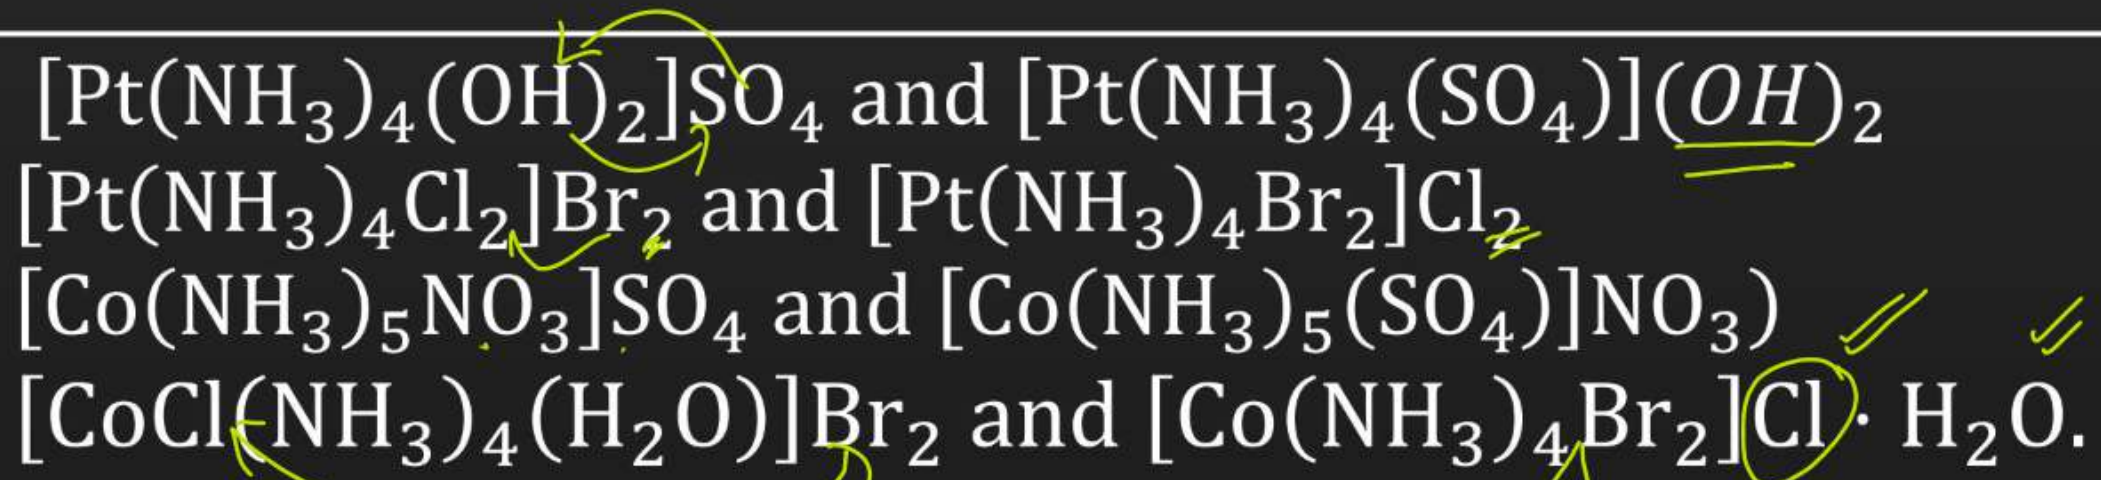 [Pt(NH₃)₄(OH)₂]SO₄ and [Pt(NH₃)₄(SO₄)](OH)₂
[Pt(NH₃)₄Cl₂]Br₂ and [Pt(NH₃)₄Br₂]Cl₂
[Co(NH₃)₅NO₃]SO₄ and [Co(NH₃)₅(SO₄)]NO₃)
[CoCl(NH₃)₄(H₂O)]Br₂ and [Co(NH₃)₄Br₂]Cl · H₂O.